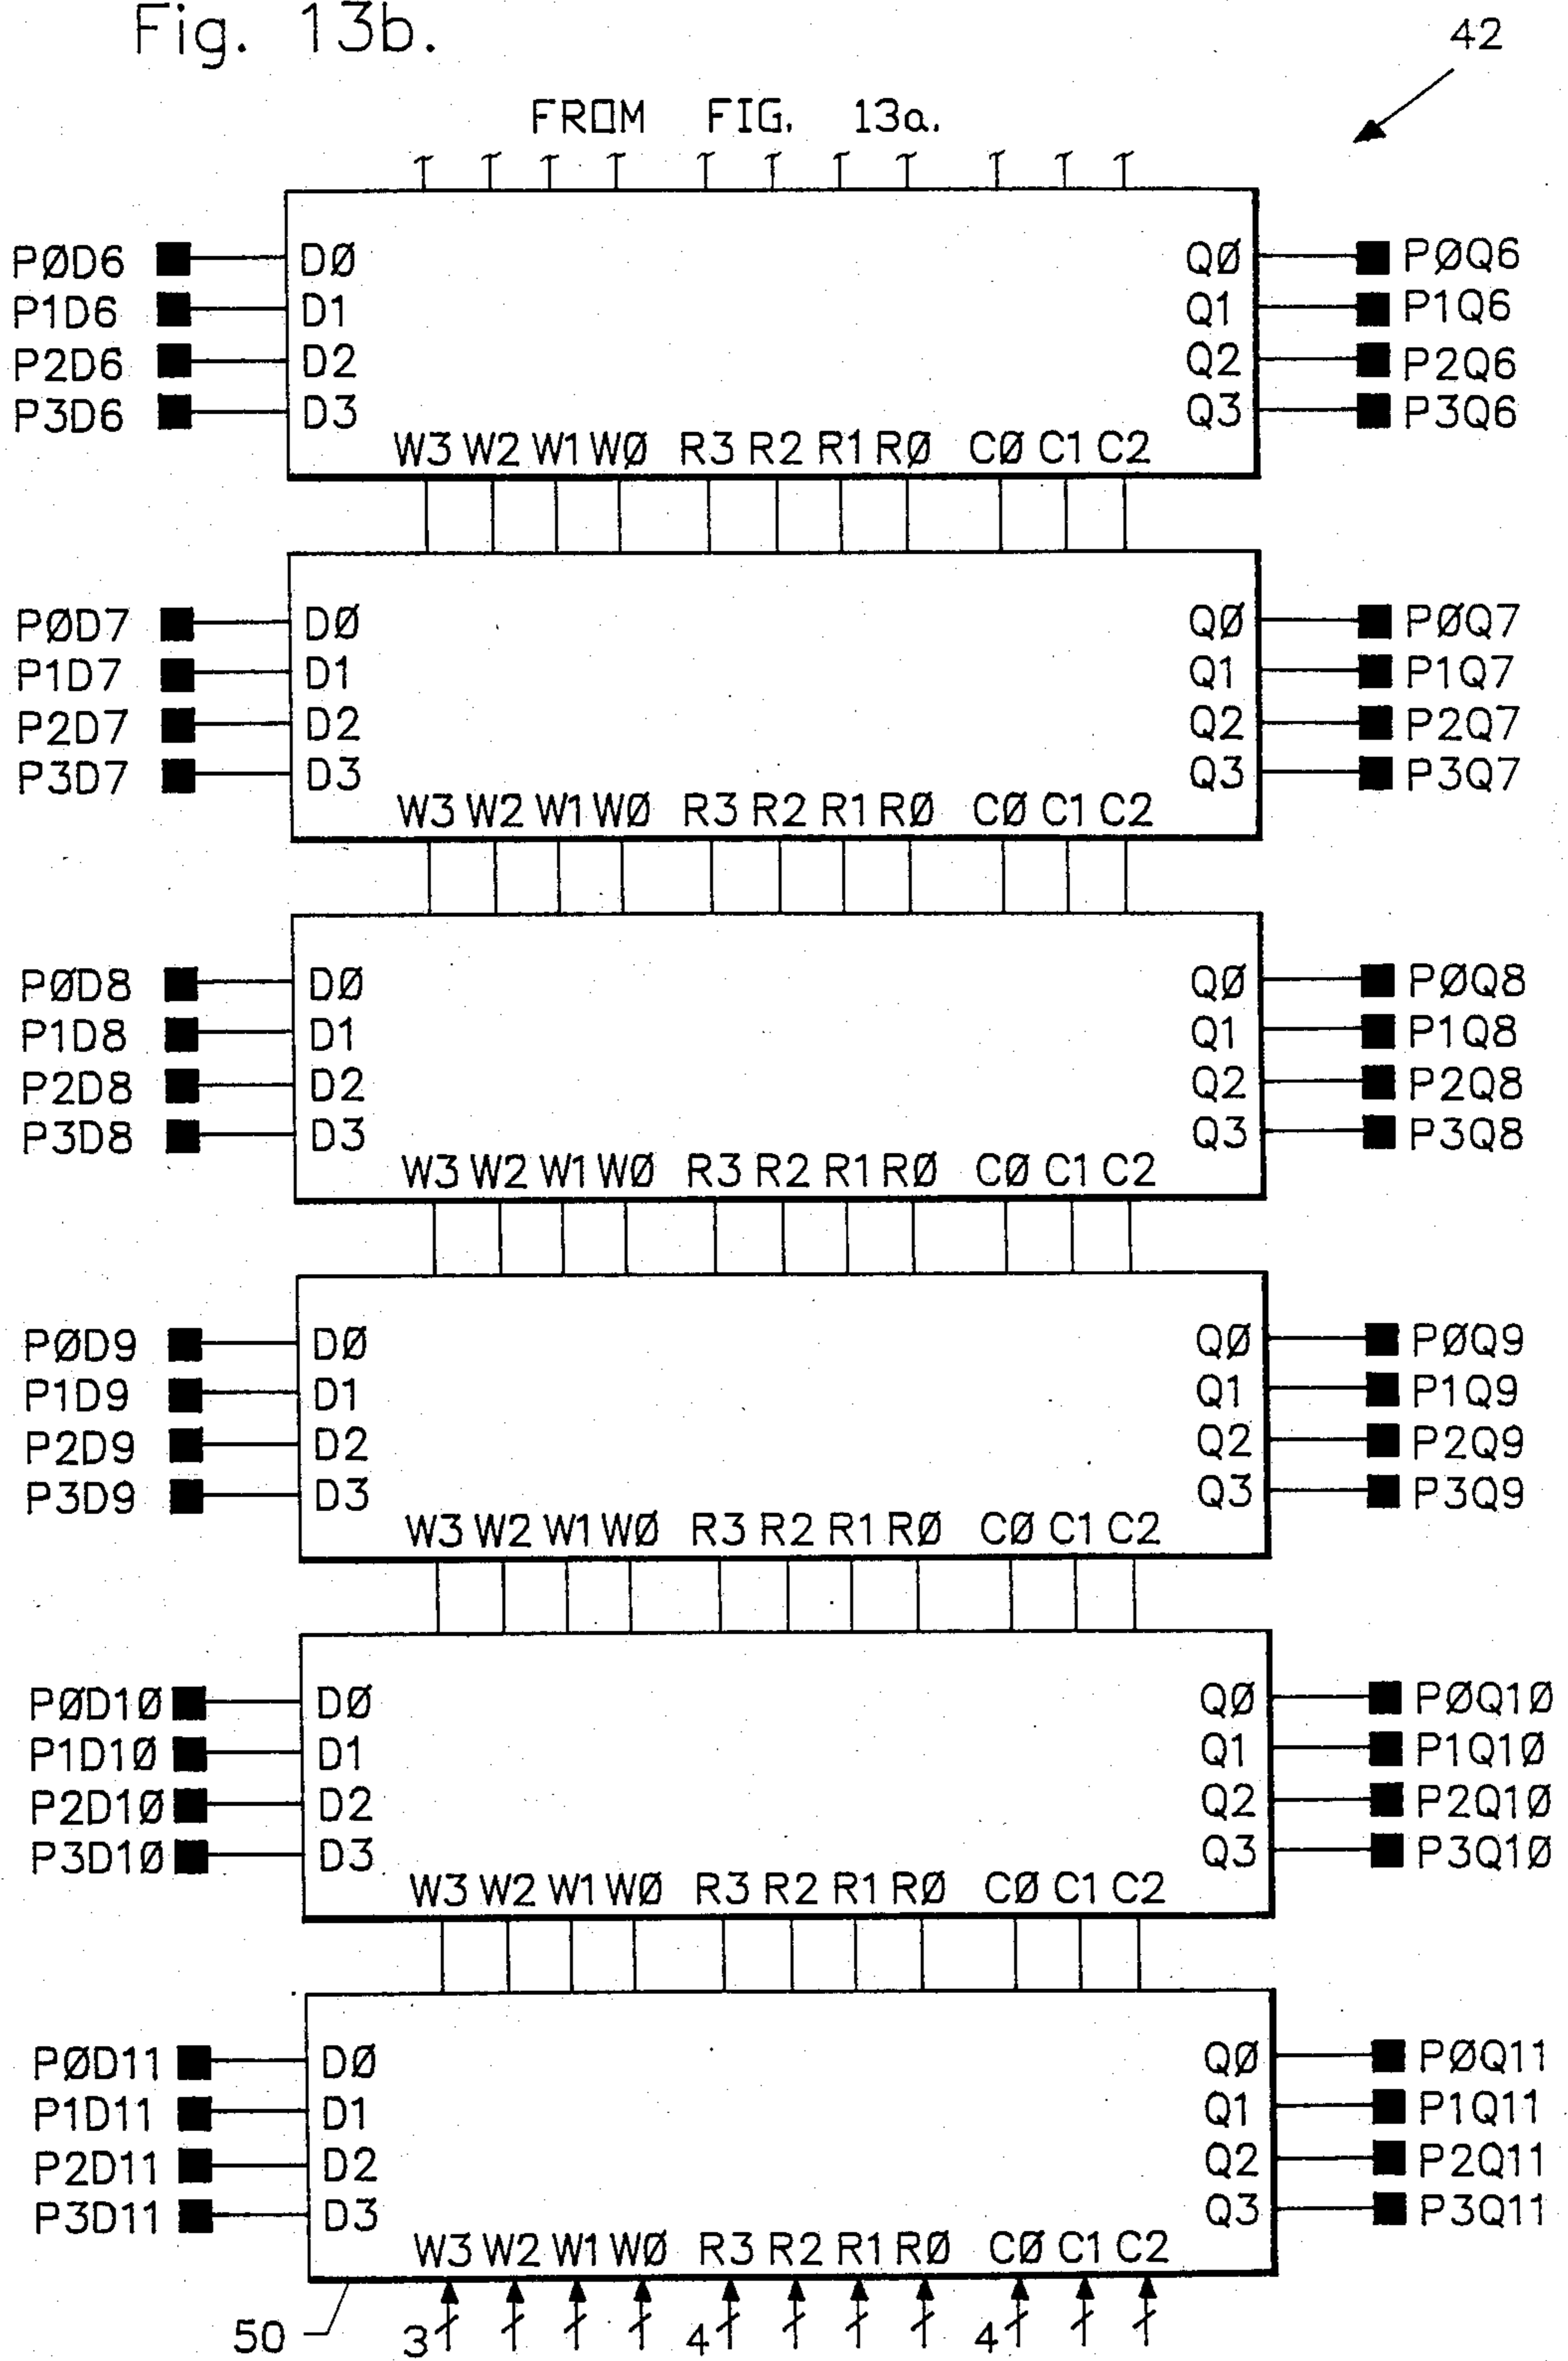 Fig. 13b.
42
FROM FIG. 13a.
PØD6 DØ QØ PØQ6
P1D6 D1 Q1 P1Q6
P2D6 D2 Q2 P2Q6
P3D6 D3 Q3 P3Q6
W3 W2 W1 WØ R3 R2 R1 RØ CØ C1 C2
PØD7 DØ QØ PØQ7
P1D7 D1 Q1 P1Q7
P2D7 D2 Q2 P2Q7
P3D7 D3 Q3 P3Q7
W3 W2 W1 WØ R3 R2 R1 RØ CØ C1 C2
PØD8 DØ QØ PØQ8
P1D8 D1 Q1 P1Q8
P2D8 D2 Q2 P2Q8
P3D8 D3 Q3 P3Q8
W3 W2 W1 WØ R3 R2 R1 RØ CØ C1 C2
PØD9 DØ QØ PØQ9
P1D9 D1 Q1 P1Q9
P2D9 D2 Q2 P2Q9
P3D9 D3 Q3 P3Q9
W3 W2 W1 WØ R3 R2 R1 RØ CØ C1 C2
PØD1Ø DØ QØ PØQ1Ø
P1D1Ø D1 Q1 P1Q1Ø
P2D1Ø D2 Q2 P2Q1Ø
P3D1Ø D3 Q3 P3Q1Ø
W3 W2 W1 WØ R3 R2 R1 RØ CØ C1 C2
PØD11 DØ QØ PØQ11
P1D11 D1 Q1 P1Q11
P2D11 D2 Q2 P2Q11
P3D11 D3 Q3 P3Q11
W3 W2 W1 WØ R3 R2 R1 RØ CØ C1 C2
50 3 4 4